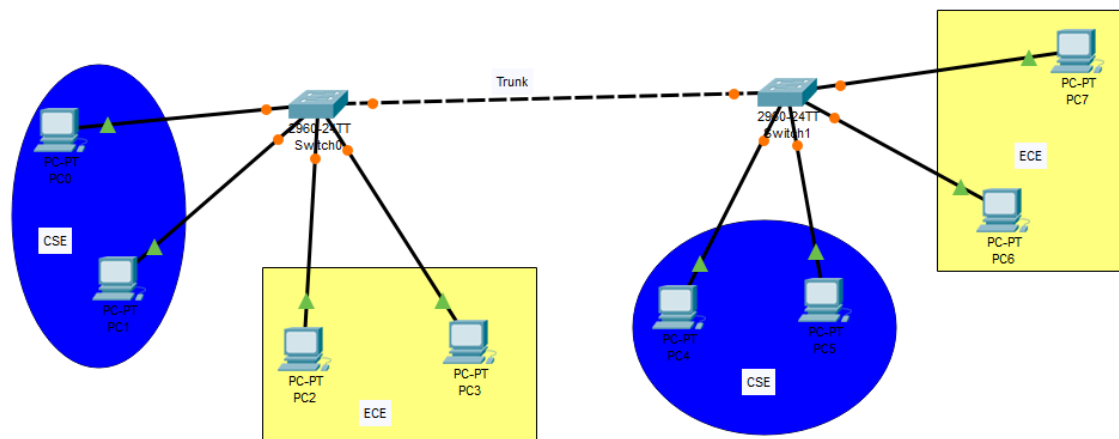 Trunk
2960-24TT
Switch0
2960-24TT
Switch1
PC-PT
PC7
PC-PT
PC0
ECE
CSE
PC-PT
PC6
PC-PT
PC1
PC-PT
PC4
PC-PT
PC5
PC-PT
PC2
PC-PT
PC3
CSE
ECE